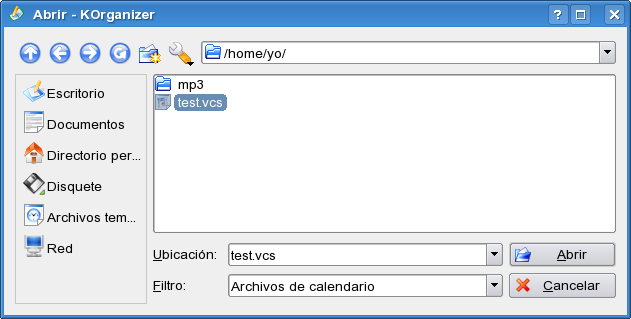 Abrir - KOrganizer
/home/yo/
Escritorio
Documentos
Directorio per...
Disquete
Archivos tem...
Red
mp3
test.vcs
Ubicación: test.vcs Abrir
Filtro: Archivos de calendario Cancelar